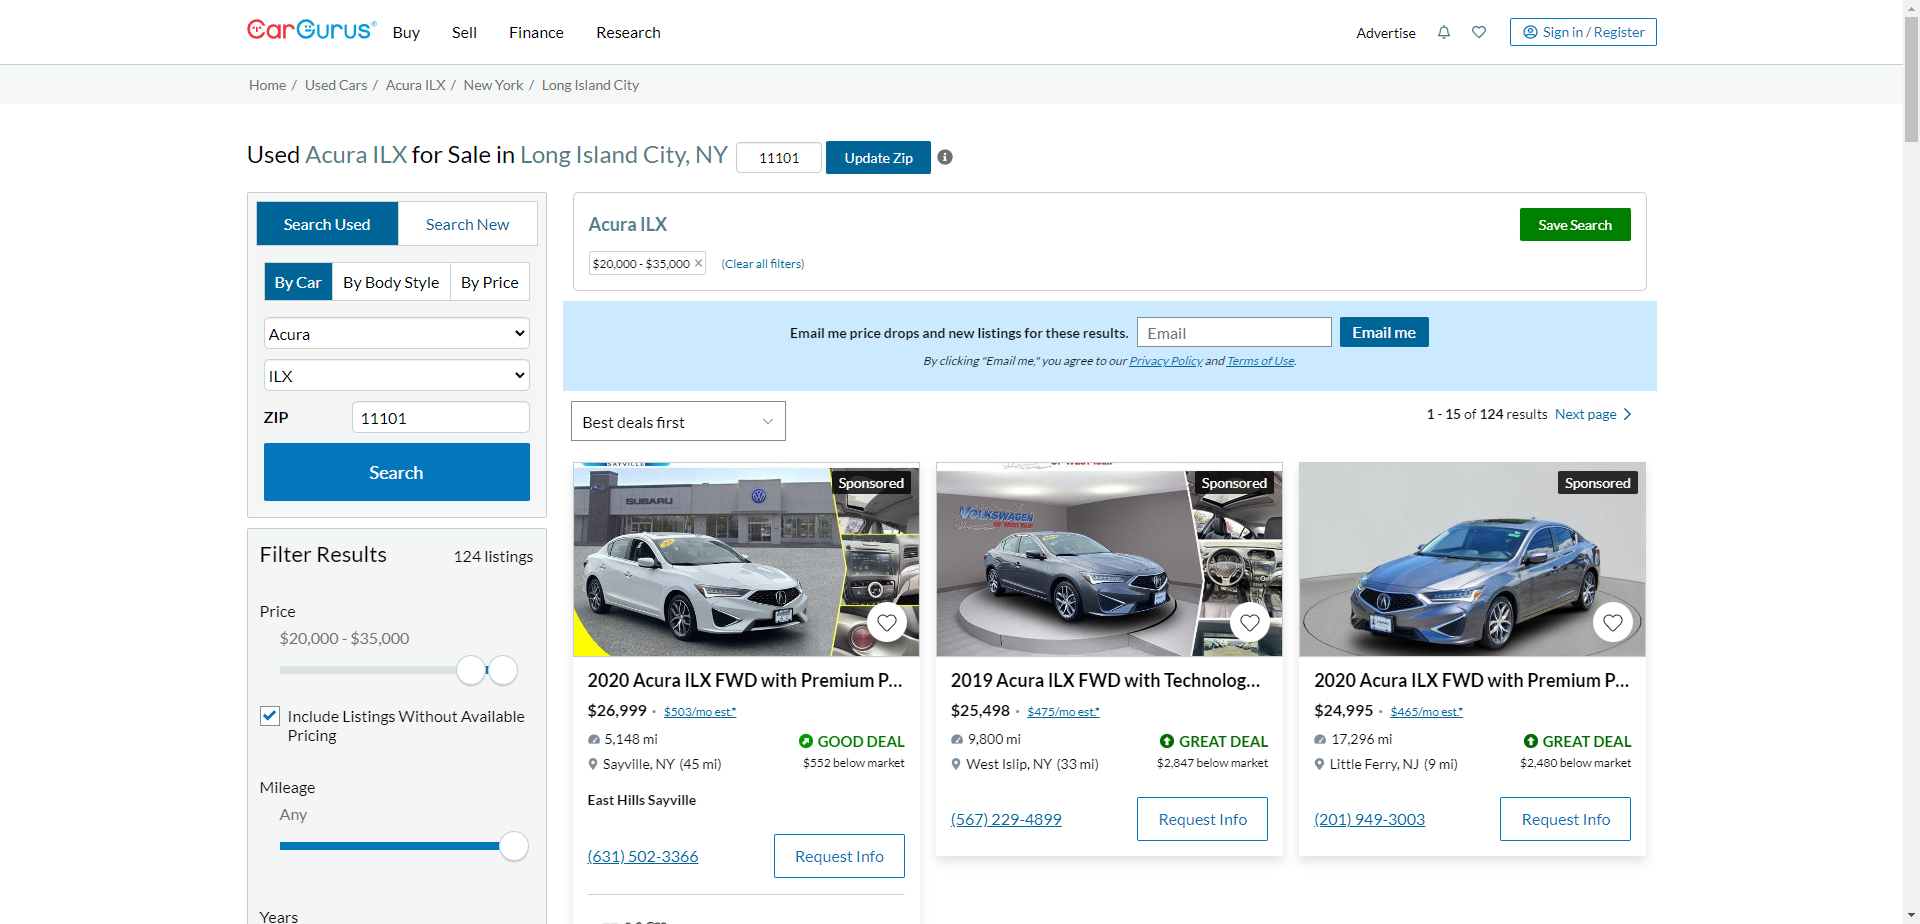 CarGurus
Buy
Sell
Finance
Research
Advertise
Sign in / Register
Home / Used Cars / Acura ILX / New York / Long Island City
Used Acura ILX for Sale in Long Island City, NY
11101
Update Zip
Search Used
Search New
By Car
By Body Style
By Price
Acura
ILX
ZIP
11101
Search
Filter Results
124 listings
Price
$20,000 - $35,000
Include Listings Without Available
Pricing
Mileage
Any
Years
Acura ILX
Save Search
$20,000 - $35,000
(Clear all filters)
Email me price drops and new listings for these results.
Email
Email me
By clicking "Email me," you agree to our Privacy Policy and Terms of Use.
Best deals first
1 - 15 of 124 results
Next page
SAYVILLE
SUBARU
Sponsored
2020 Acura ILX FWD with Premium P...
$26,999 · $503/mo est.*
5,148 mi
GOOD DEAL
Sayville, NY (45 mi)
$552 below market
East Hills Sayville
(631) 502-3366
Request Info
OF WEST ISLIP
VOLKSWAGEN
OF WEST ISLIP
Sponsored
2019 Acura ILX FWD with Technolog...
$25,498 · $475/mo est.*
9,800 mi
GREAT DEAL
West Islip, NY (33 mi)
$2,847 below market
(567) 229-4899
Request Info
Sponsored
2020 Acura ILX FWD with Premium P...
$24,995 · $465/mo est.*
17,296 mi
GREAT DEAL
Little Ferry, NJ (9 mi)
$2,480 below market
(201) 949-3003
Request Info